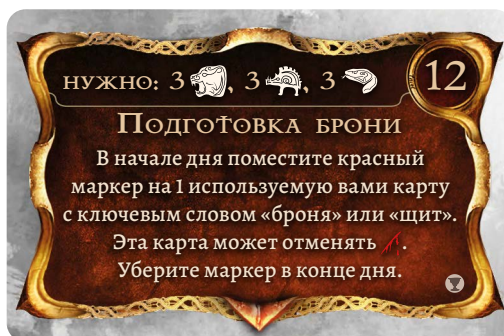 НУЖНО: 3 , 3 , 3
12
ПОДГОТОВКА БРОНИ
В начале дня поместите красный
маркер на 1 используемую вами карту
с ключевым словом «броня» или «щит».
Эта карта может отменять .
Уберите маркер в конце дня.